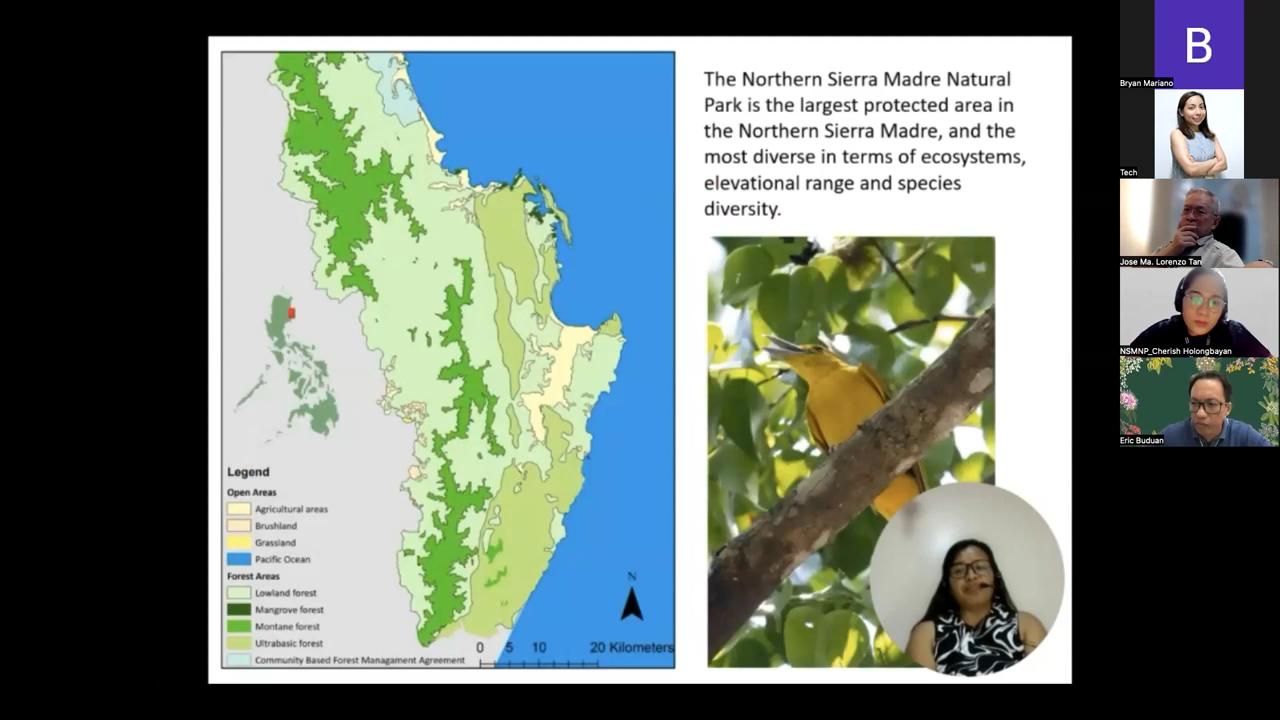 The Northern Sierra Madre Natural
Park is the largest protected area in
the Northern Sierra Madre, and the
most diverse in terms of ecosystems,
elevational range and species
diversity.
Legend
Open Areas
Agricultural areas
Brushland
Grassland
Pacific Ocean
Forest Areas
Lowland forest
Mangrove forest
Montane forest
Ultrabasic forest
Community Based Forest Managament Agreement
N
0 5 10 20 Kilometers
B
Bryan Mariano
Tech
Jose Ma. Lorenzo Tan
NSMNP_Cherish Holongbayan
Eric Buduan